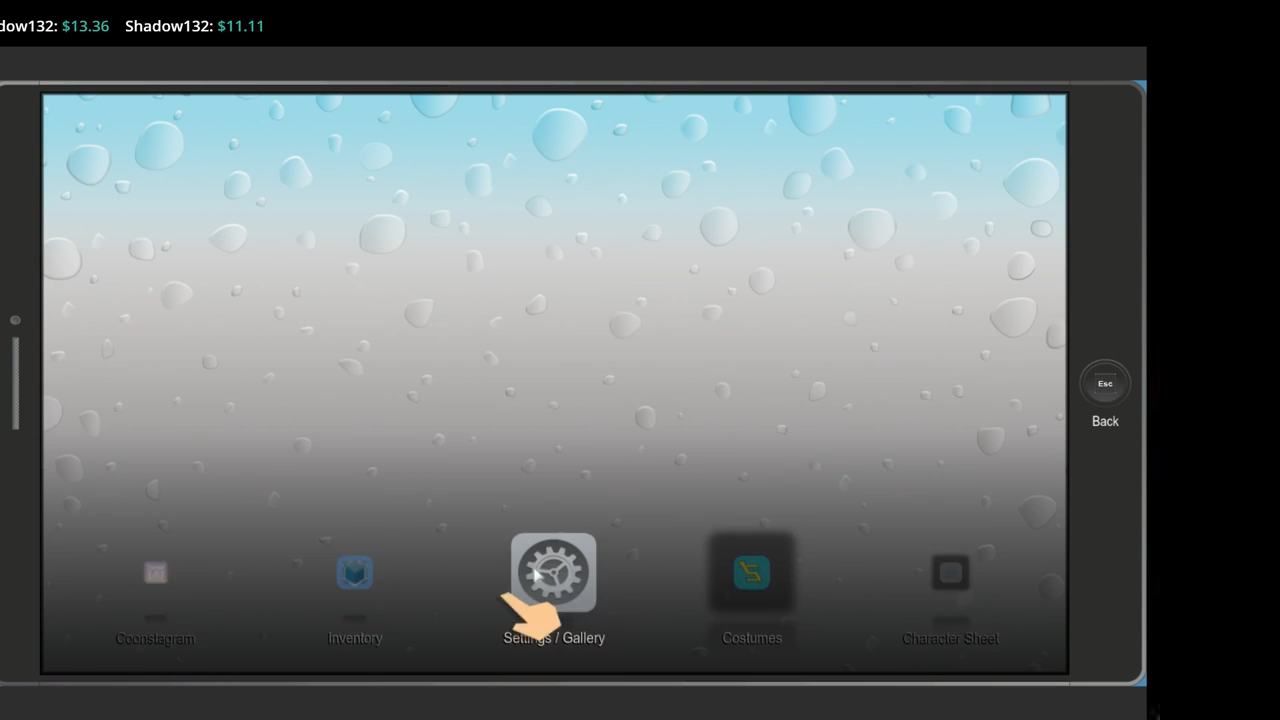 dow132: $13.36 Shadow132: $11.11
Esc
Back
Coonstagram Inventory Settings / Gallery Costumes Character Sheet